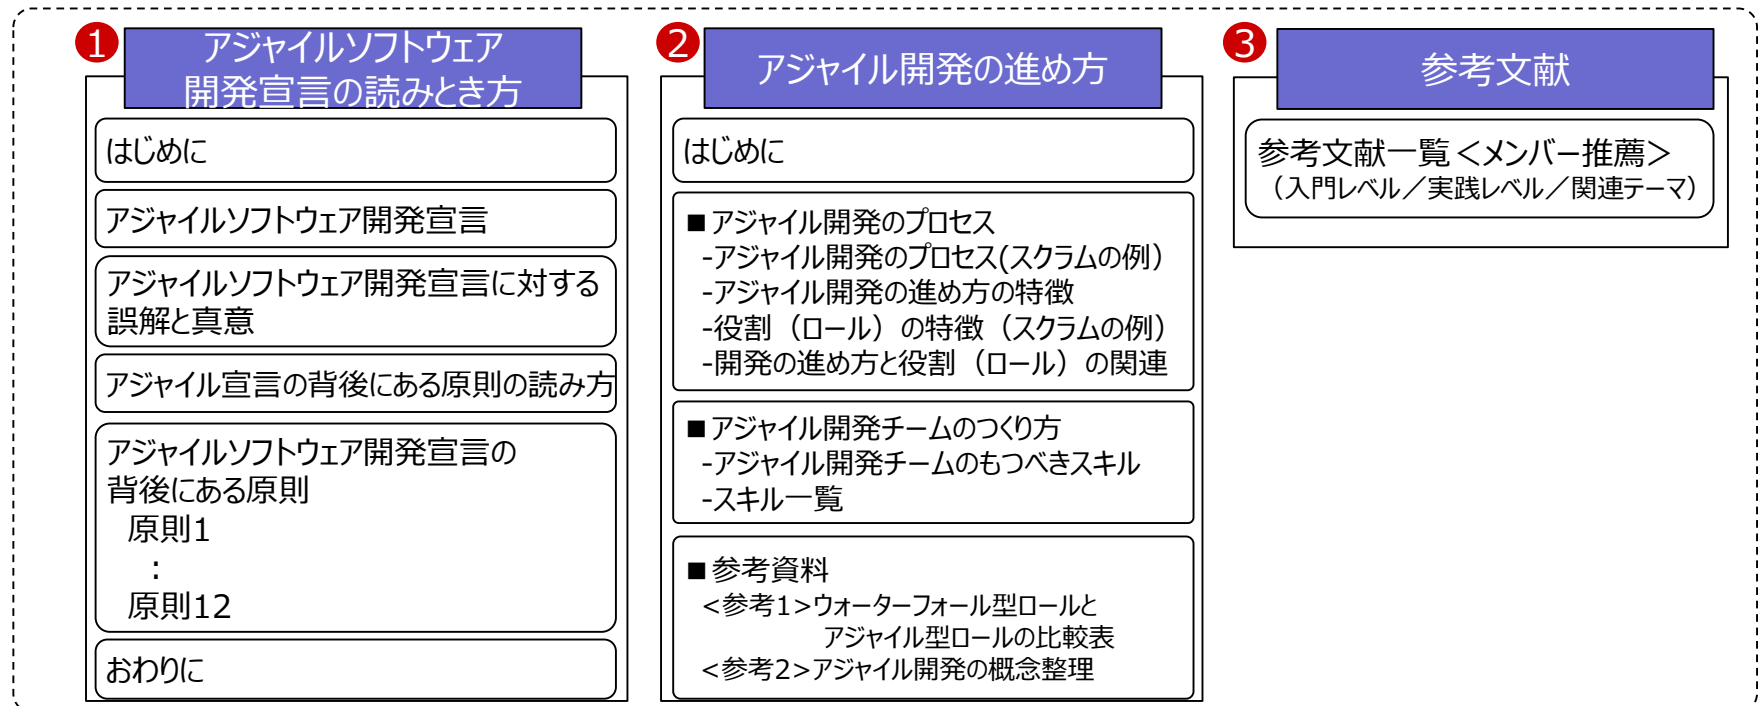 1
アジャイルソフトウェア
開発宣言の読みとき方
はじめに
アジャイルソフトウェア開発宣言
アジャイルソフトウェア開発宣言に対する
誤解と真意
アジャイル宣言の背後にある原則の読み方
アジャイルソフトウェア開発宣言の
背後にある原則
原則1
：
原則12
おわりに
2
アジャイル開発の進め方
はじめに
■アジャイル開発のプロセス
-アジャイル開発のプロセス(スクラムの例）
-アジャイル開発の進め方の特徴
-役割（ロール）の特徴（スクラムの例）
-開発の進め方と役割（ロール）の関連
■アジャイル開発チームのつくり方
-アジャイル開発チームのもつべきスキル
-スキル一覧
■参考資料
<参考1>ウォーターフォール型ロールと
アジャイル型ロールの比較表
<参考2>アジャイル開発の概念整理
3
参考文献
参考文献一覧＜メンバー推薦＞
（入門レベル／実践レベル／関連テーマ）